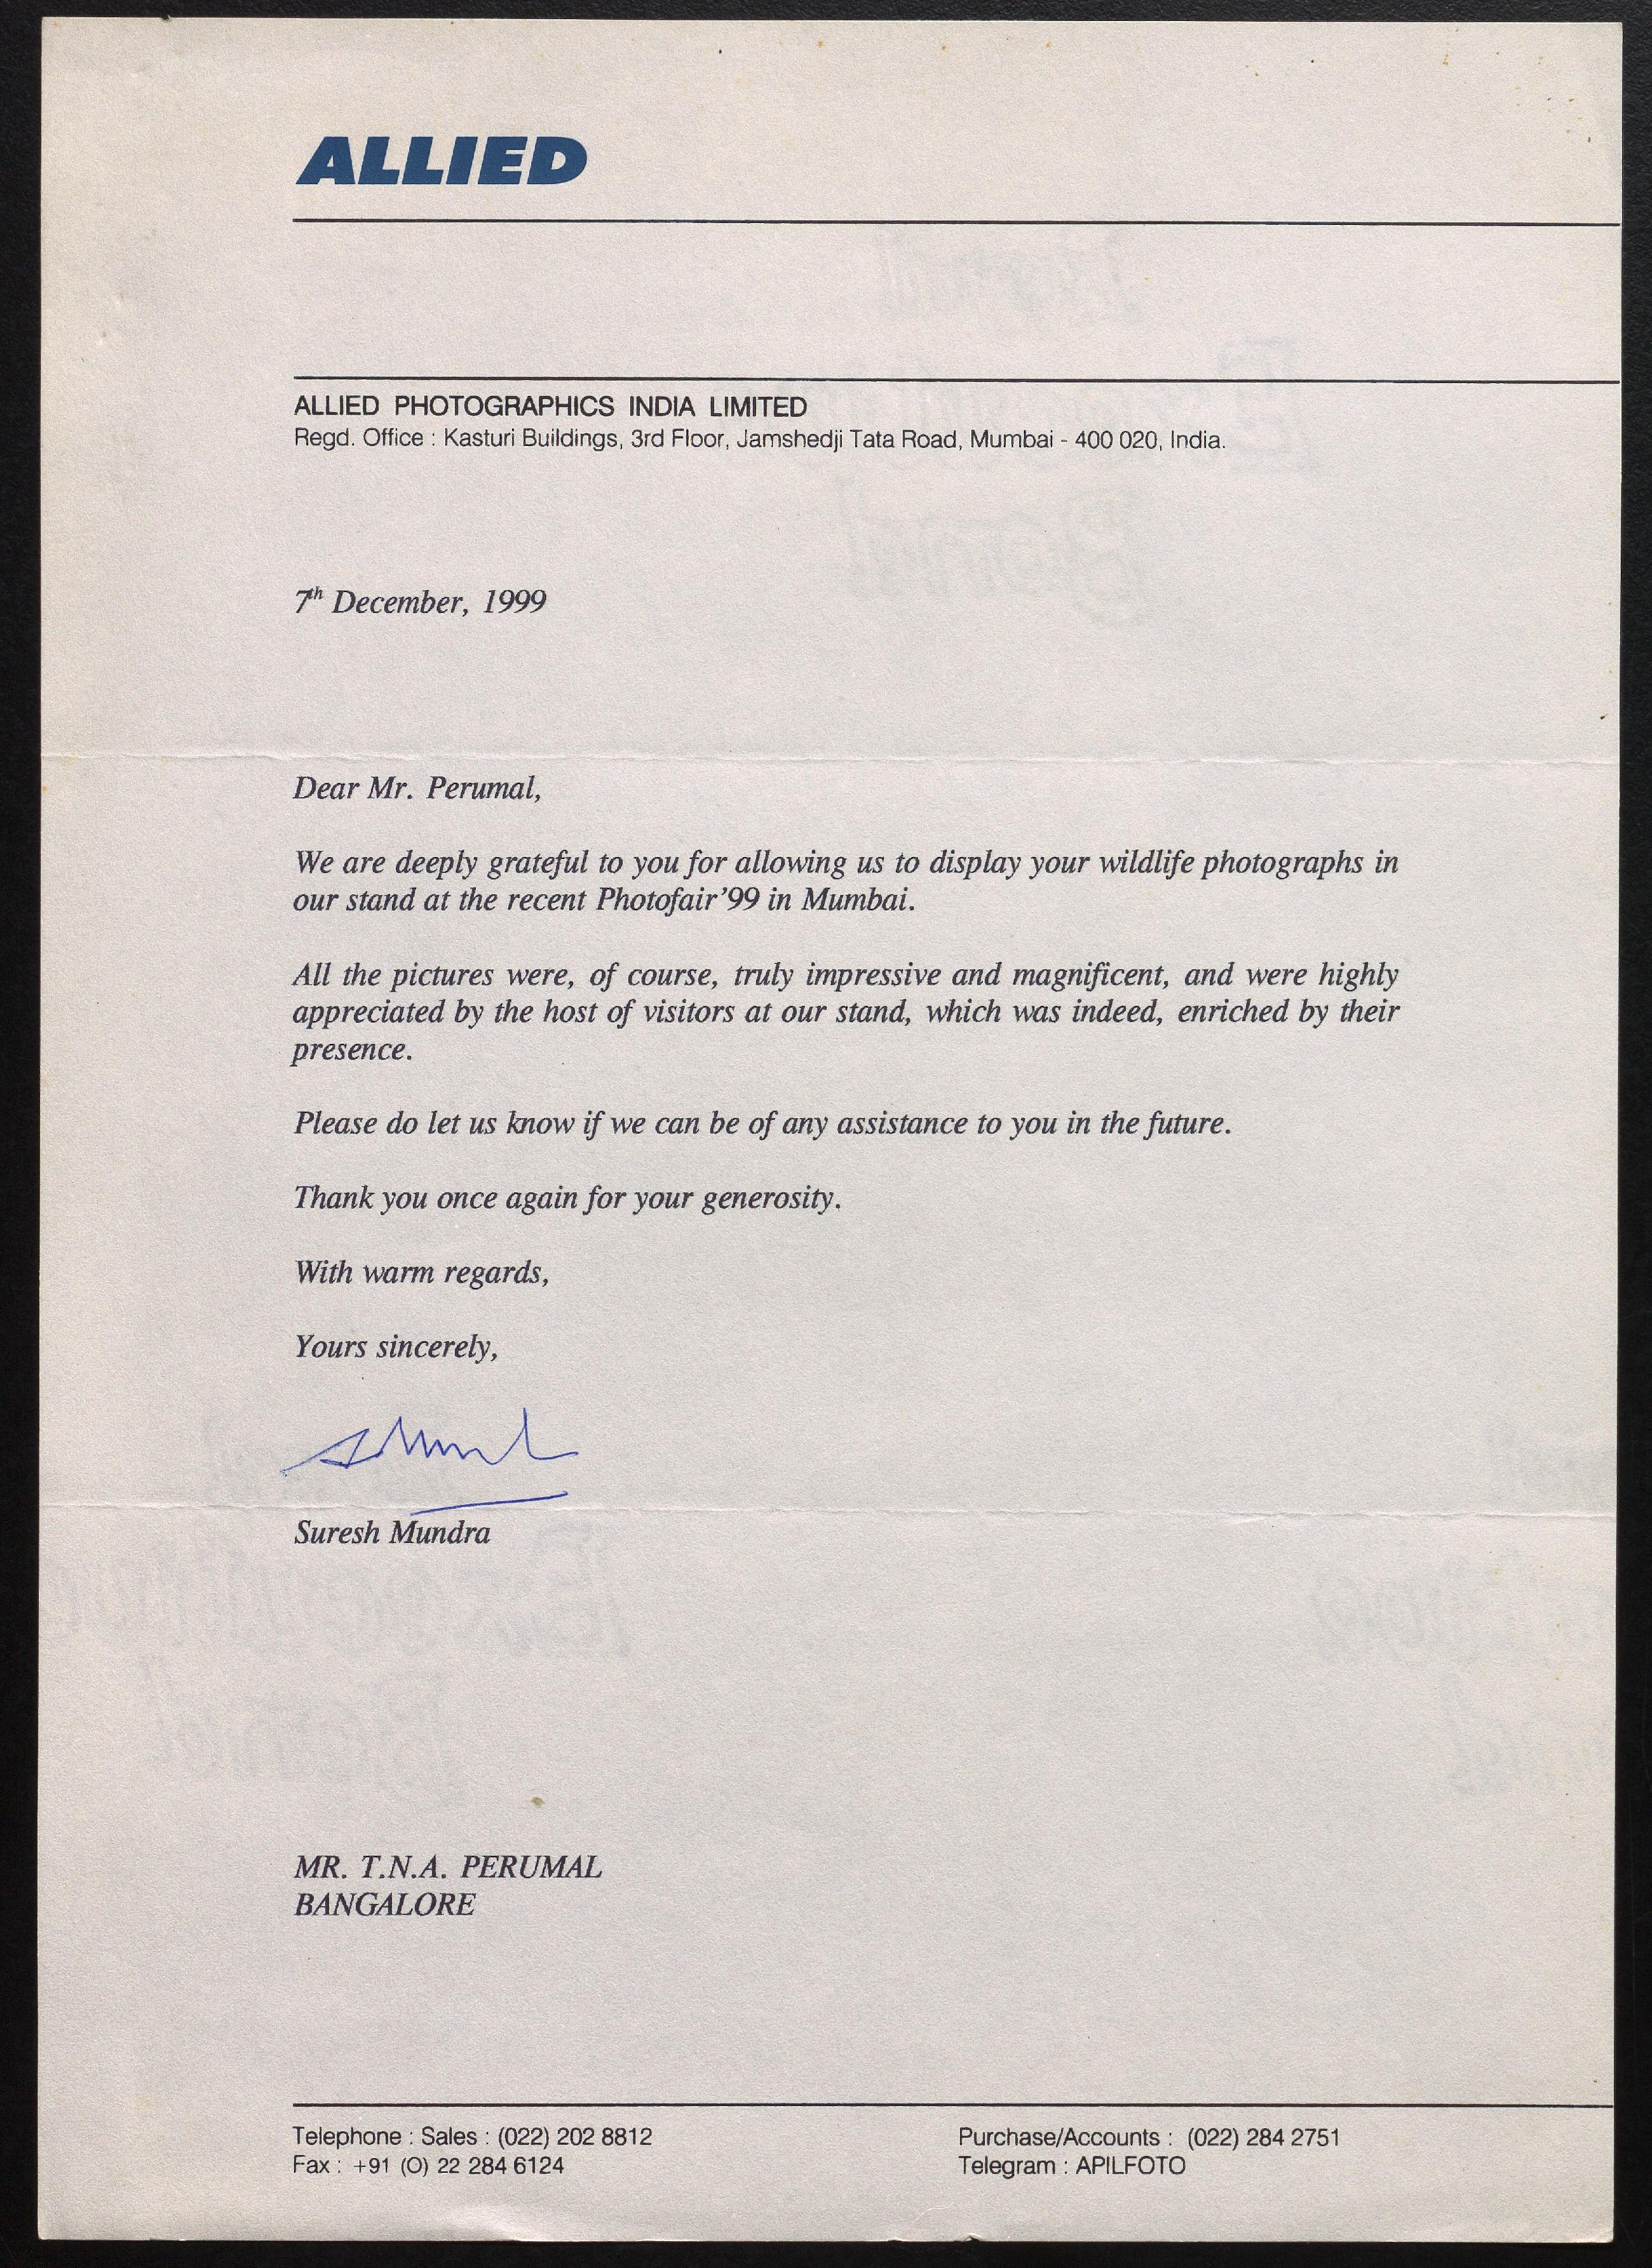 ALLIED
ALLIED PHOTOGRAPHICS INDIA LIMITED
Regd. Office : Kasturi Buildings, 3rd Floor, Jamshedji Tata Road, Mumbai - 400 020, India.
7th December, 1999
Dear Mr. Perumal,
We are deeply grateful to you for allowing us to display your wildlife photographs in
our stand at the recent Photofair'99 in Mumbai.
All the pictures were, of course, truly impressive and magnificent, and were highly
appreciated by the host of visitors at our stand, which was indeed, enriched by their
presence.
Please do let us know if we can be of any assistance to you in the future.
Thank you once again for your generosity.
With warm regards,
Yours sincerely,
Suresh Mundra
MR. T.N.A. PERUMAL
BANGALORE
Telephone : Sales : (022) 202 8812
Fax : +91 (O) 22 284 6124
Purchase/Accounts : (022) 284 2751
Telegram : APILFOTO